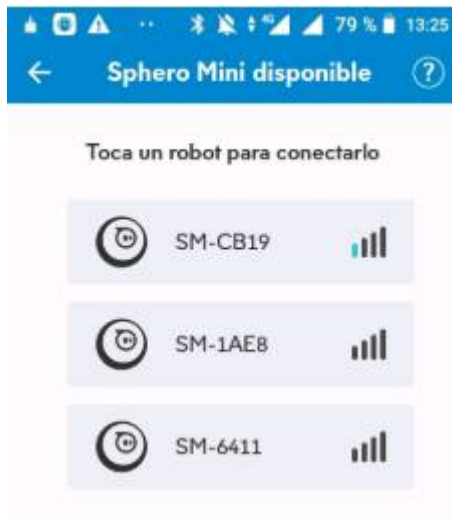 79 % 13:25
Sphero Mini disponible ?
Toca un robot para conectarlo
SM-CB19
SM-1AE8
SM-6411